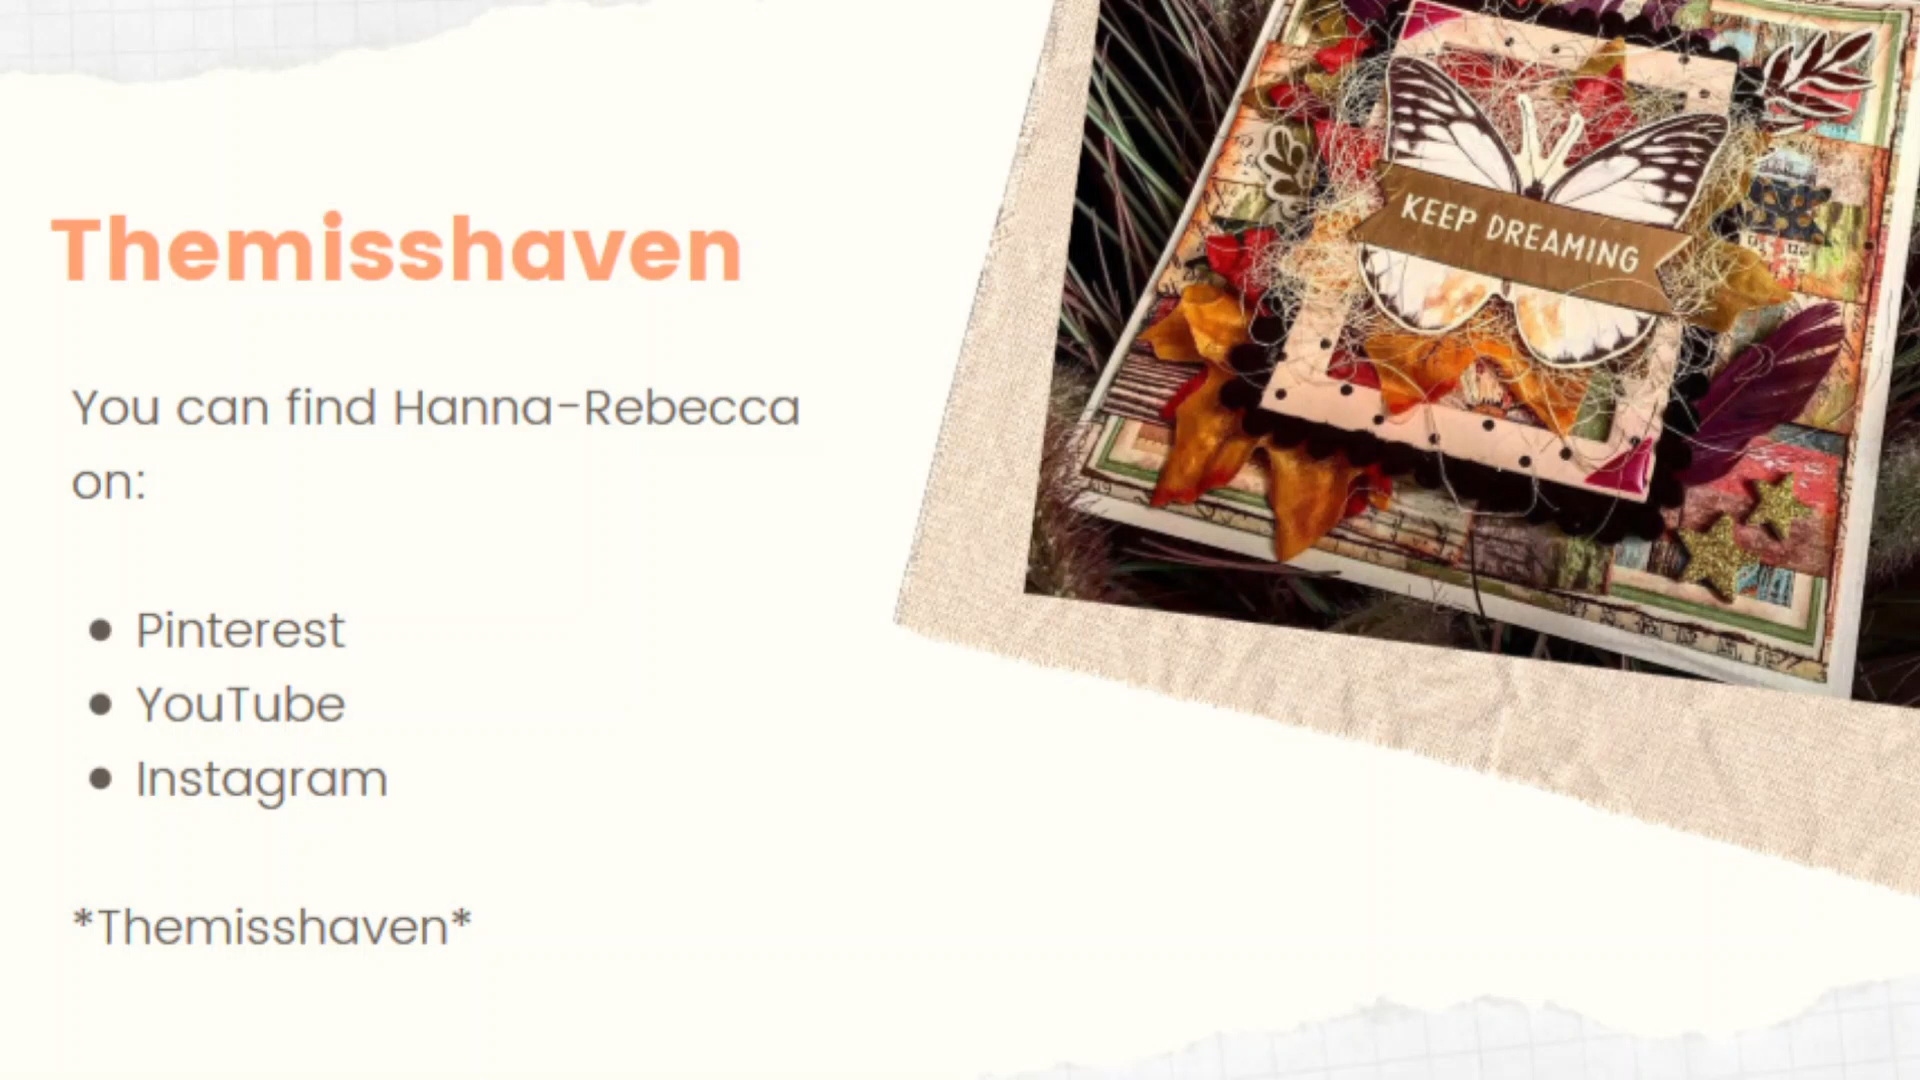 Themisshaven
KEEP DREAMING
You can find Hanna-Rebecca
on:
• Pinterest
• YouTube
• Instagram
*Themisshaven*